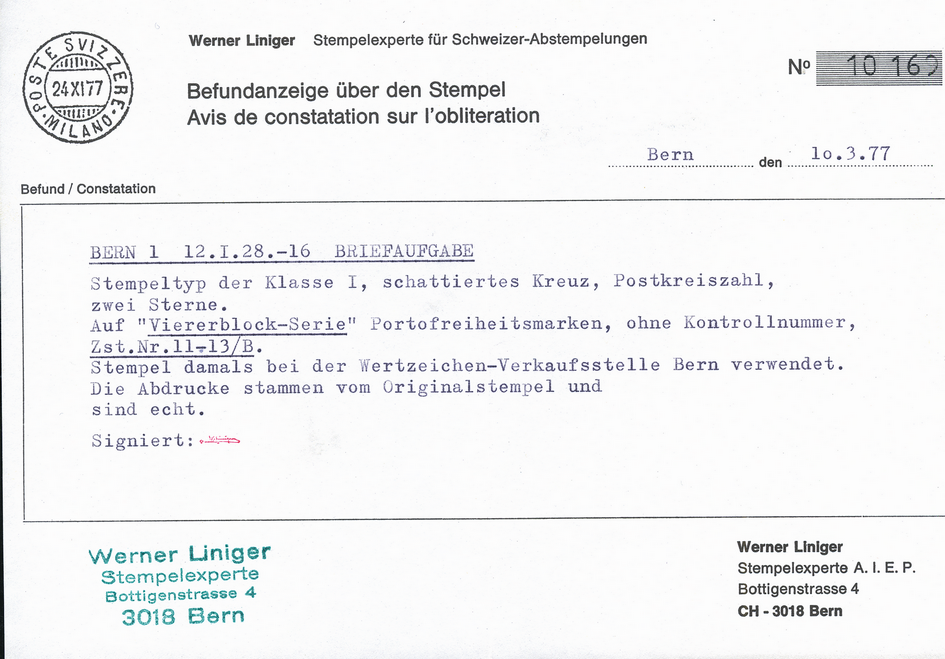 POSTE SVIZZERE
24XI77
MILANO
Werner Liniger Stempelexperte für Schweizer-Abstempelungen
Nº 10 169
Befundanzeige über den Stempel
Avis de constatation sur l'obliteration
Bern den 10.3.77
Befund / Constatation
BERN 1 12.I.28.-16 BRIEFAUFGABE
Stempeltyp der Klasse I, schattiertes Kreuz, Postkreiszahl,
zwei Sterne.
Auf "Viererblock-Serie" Portofreiheitsmarken, ohne Kontrollnummer,
Zst.Nr.11-13/B.
Stempel damals bei der Wertzeichen-Verkaufsstelle Bern verwendet.
Die Abdrucke stammen vom Originalstempel und
sind echt.
Signiert:
Werner Liniger
Stempelexperte
Bottigenstrasse 4
3018 Bern
Werner Liniger
Stempelexperte A. I. E. P.
Bottigenstrasse 4
CH - 3018 Bern